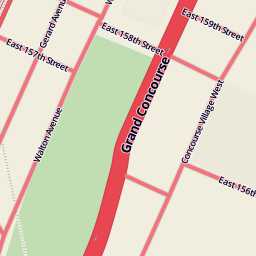 East 159th Street
East 158th Street
Gerard Avenue
East 157th Street
Grand Concourse
Walton Avenue
Concourse Village West
East 156th